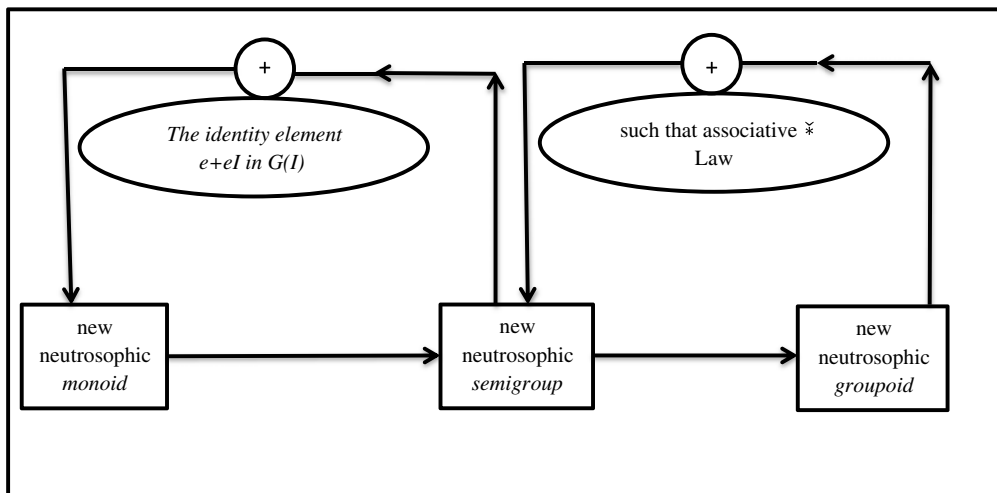 +
The identity element
e+eI in G(I)
+
such that associative ⁎̌
Law
new
neutrosophic
monoid
new
neutrosophic
semigroup
new
neutrosophic
groupoid